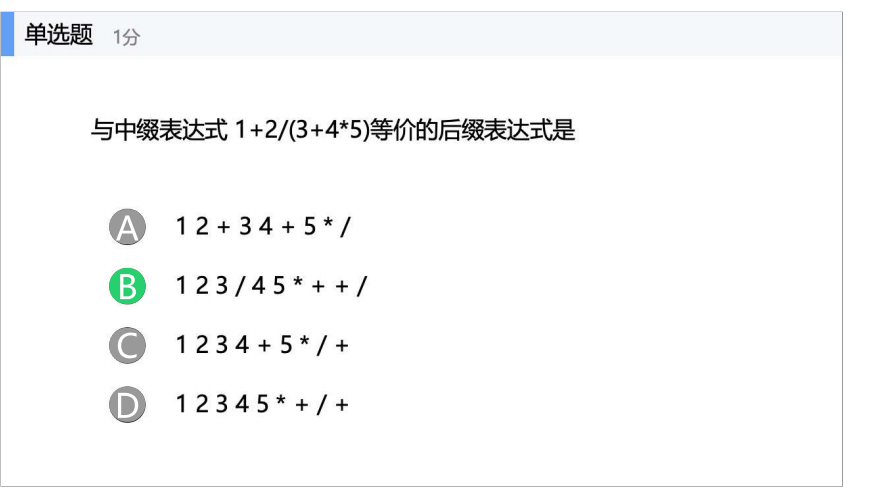 单选题 1分
与中缀表达式 1+2/(3+4*5)等价的后缀表达式是
A 1 2 + 3 4 + 5 * /
B 1 2 3 / 4 5 * + + /
C 1 2 3 4 + 5 * / +
D 1 2 3 4 5 * + / +